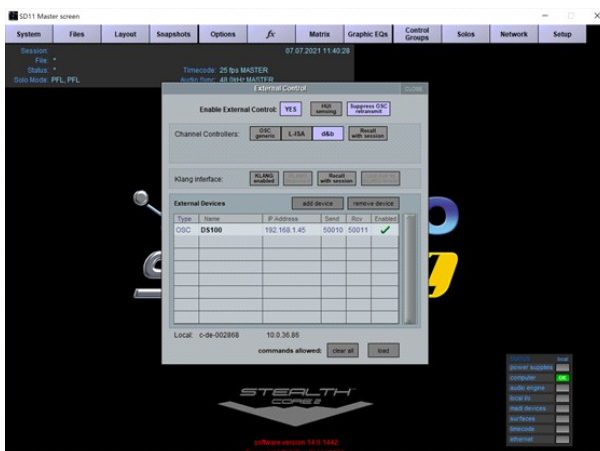 SD11 Master screen
System Files Layout Snapshots Options fx Matrix Graphic EQs Control Groups Solos Network Setup
Session:
File: *
Status: *
Solo Mode: PFL, PFL
07.07.2021 11:40:28
Timecode: 25 fps MASTER
Audio Sync: 48.0kHz MASTER
External Control CLOSE
Enable External Control: YES HUI sensing Suppress OSC retransmit
Channel Controllers: OSC generic L-ISA d&b Recall with session
Klang interface: KLANG enabled Recall with session
External Devices add device remove device
Type Name IP Address Send Rcv Enabled
OSC DS100 192.168.1.45 50010 50011
Local: c-de-002868 10.0.36.86
commands allowed: clear all load
STEALTH
CORE 2
software version 14.0 1442
STATUS local
power supplies
computer OK
audio engine
local i/o
madi devices
surfaces
timecode
ethernet